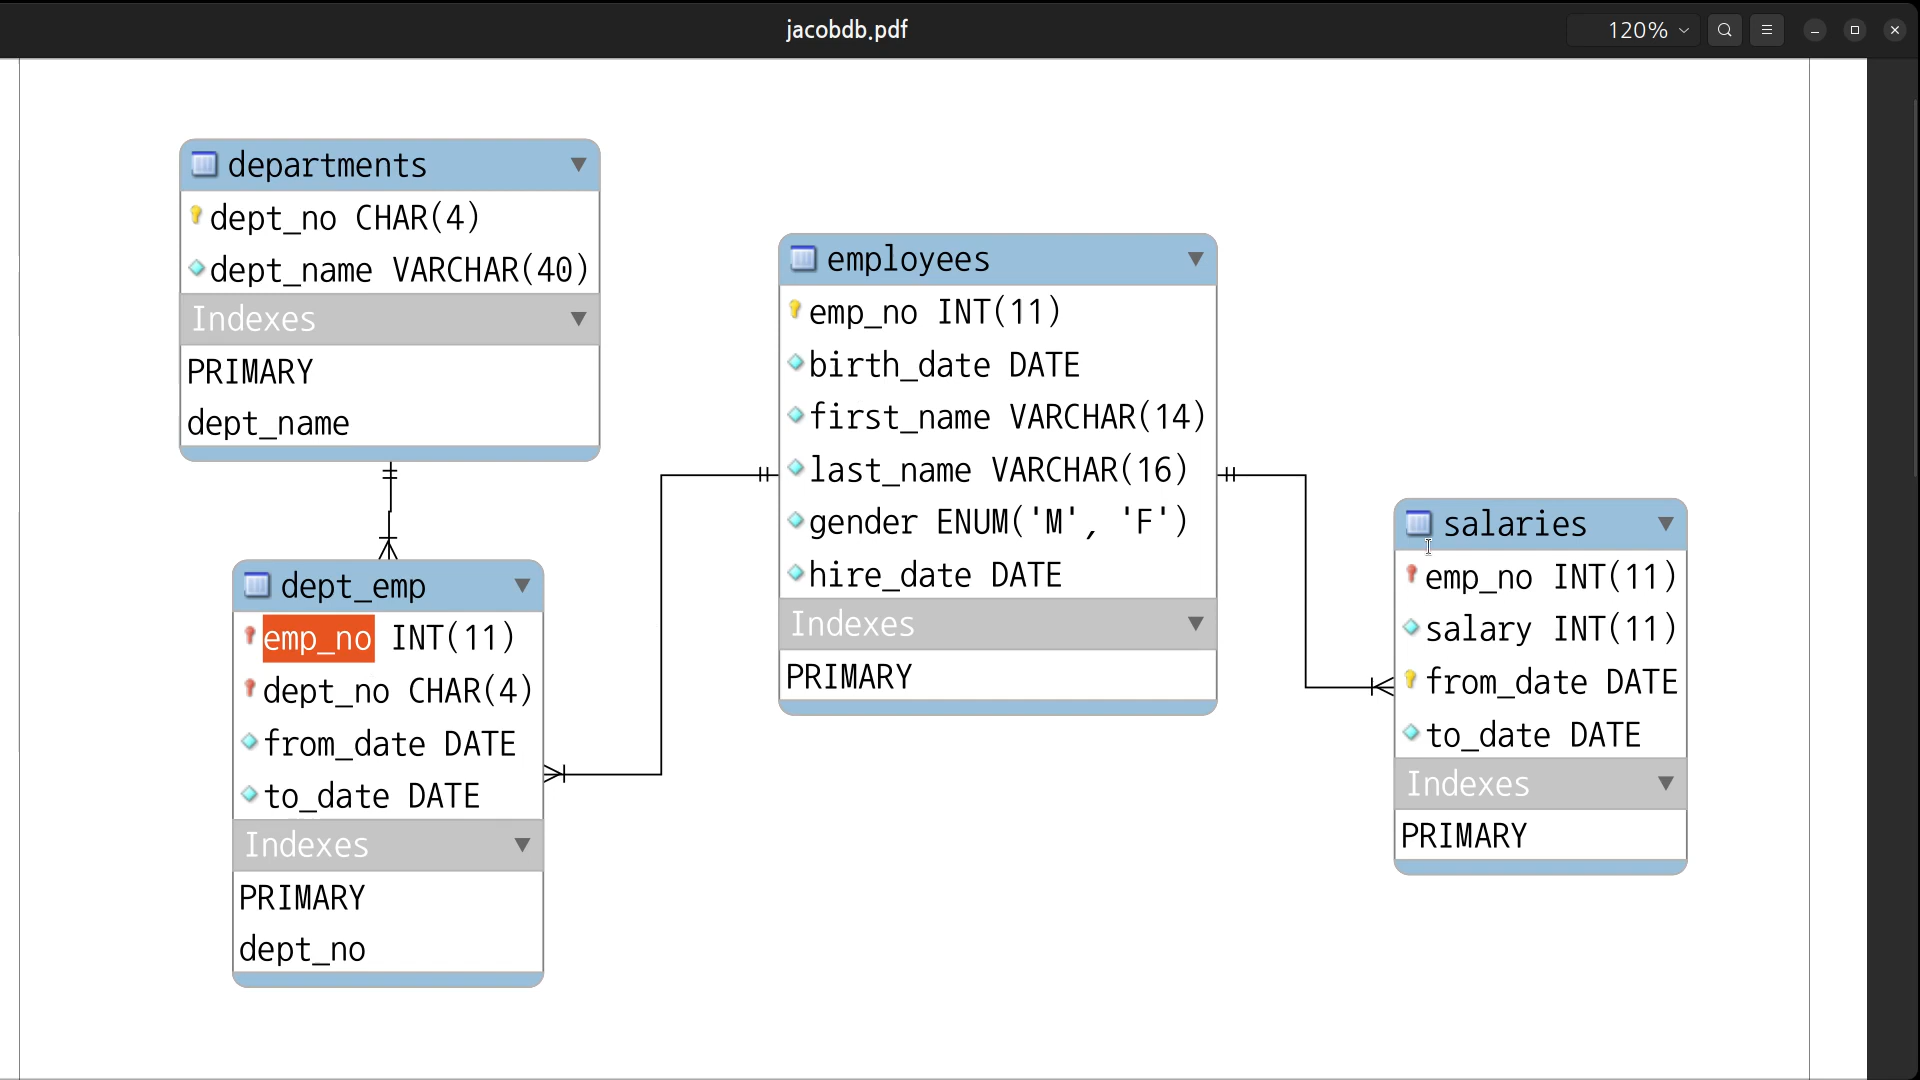 jacobdb.pdf
120%
departments
dept_no CHAR(4)
dept_name VARCHAR(40)
Indexes
PRIMARY
dept_name
employees
emp_no INT(11)
birth_date DATE
first_name VARCHAR(14)
last_name VARCHAR(16)
gender ENUM('M', 'F')
hire_date DATE
Indexes
PRIMARY
dept_emp
emp_no INT(11)
dept_no CHAR(4)
from_date DATE
to_date DATE
Indexes
PRIMARY
dept_no
salaries
emp_no INT(11)
salary INT(11)
from_date DATE
to_date DATE
Indexes
PRIMARY